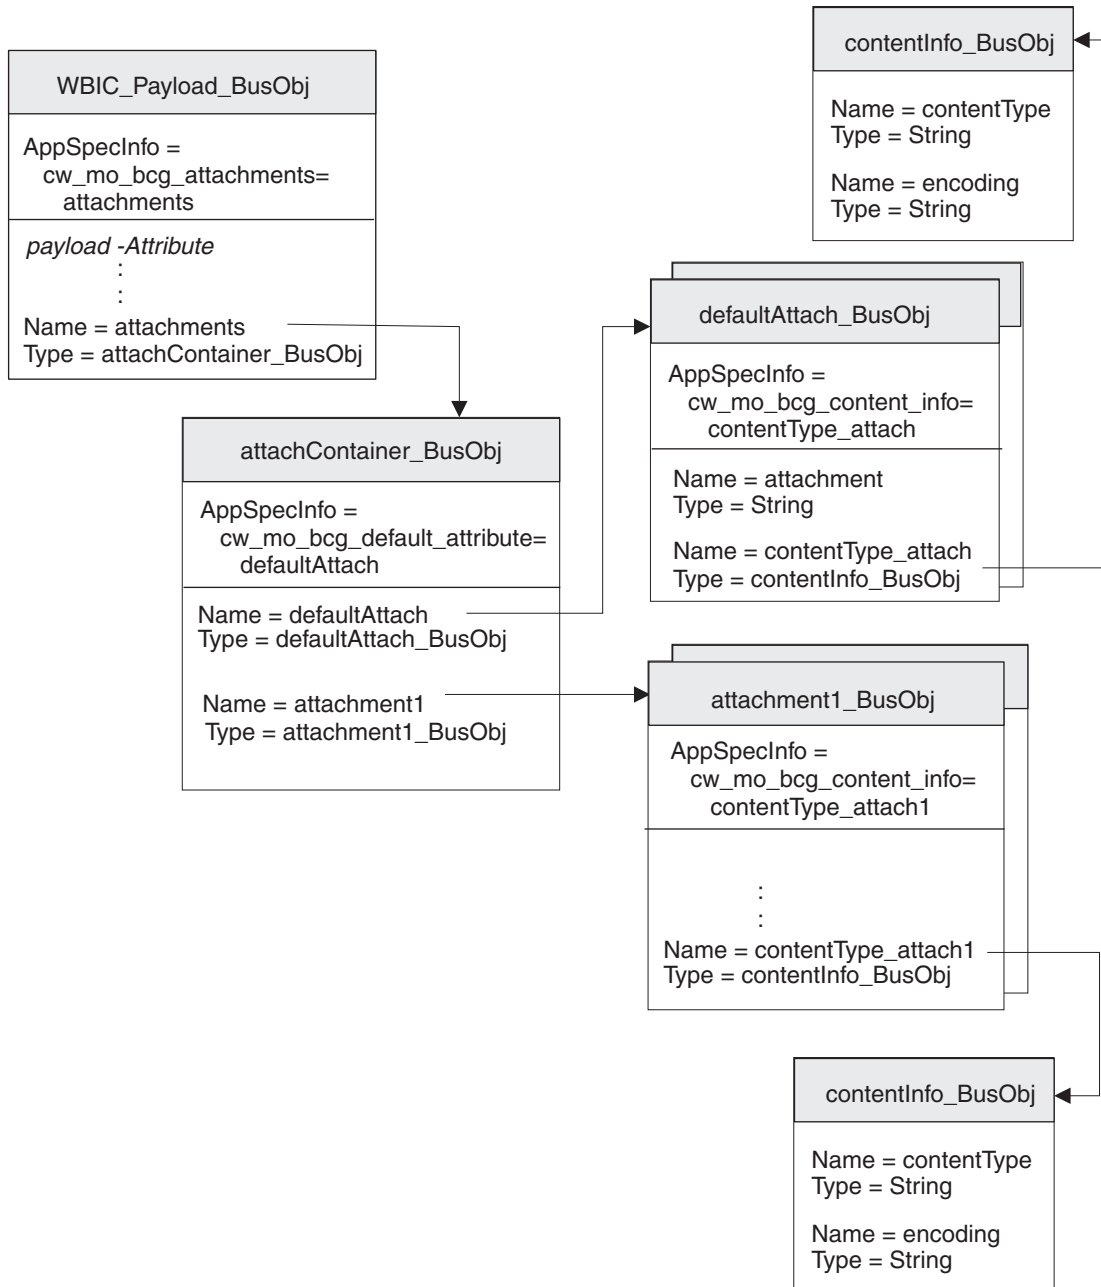 WBIC_Payload_BusObj
AppSpecInfo =
cw_mo_bcg_attachments=
attachments
payload -Attribute
:
:
Name = attachments
Type = attachContainer_BusObj
attachContainer_BusObj
AppSpecInfo =
cw_mo_bcg_default_attribute=
defaultAttach
Name = defaultAttach
Type = defaultAttach_BusObj
Name = attachment1
Type = attachment1_BusObj
contentInfo_BusObj
Name = contentType
Type = String
Name = encoding
Type = String
defaultAttach_BusObj
AppSpecInfo =
cw_mo_bcg_content_info=
contentType_attach
Name = attachment
Type = String
Name = contentType_attach
Type = contentInfo_BusObj
attachment1_BusObj
AppSpecInfo =
cw_mo_bcg_content_info=
contentType_attach1
:
:
Name = contentType_attach1
Type = contentInfo_BusObj
contentInfo_BusObj
Name = contentType
Type = String
Name = encoding
Type = String